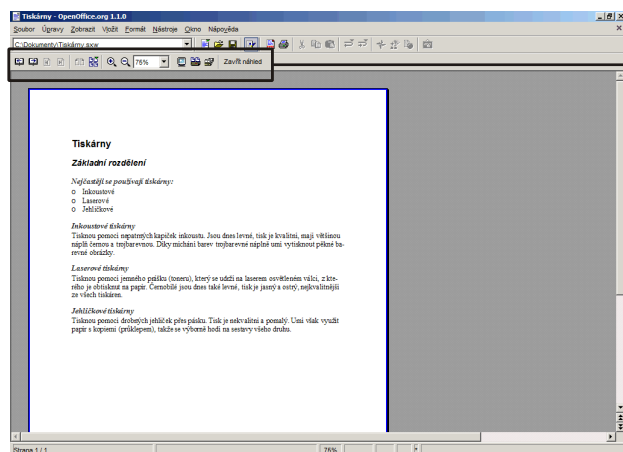 Tiskárny - OpenOffice.org 1.1.0
Soubor Úpravy Zobrazit Vložit Formát Nástroje Okno Nápověda
C:\Dokumenty\Tiskárny.sxw
76% Zavřít náhled
Tiskárny
Základní rozdělení
Nejčastěji se používají tiskárny:
o Inkoustové
o Laserové
o Jehličkové
Inkoustové tiskárny
Tisknou pomocí nepatrných kapiček inkoustu. Jsou dnes levné, tisk je kvalitní, mají většinou
náplň černou a trojbarevnou. Díky míchání barev trojbarevné náplně umí vytisknout pěkné ba-
revné obrázky.
Laserové tiskárny
Tisknou pomocí jemného prášku (toneru), který se udrží na laserem osvětleném válci, z kte-
rého je obtisknut na papír. Černobílé jsou dnes také levné, tisk je jasný a ostrý, nejkvalitnější
ze všech tiskáren.
Jehličkové tiskárny
Tisknou pomocí drobných jehliček přes pásku. Tisk je nekvalitní a pomalý. Umí však využít
papír s kopiemi (průklepem), takže se výborně hodí na sestavy všeho druhu.
Strana 1 / 1 76%